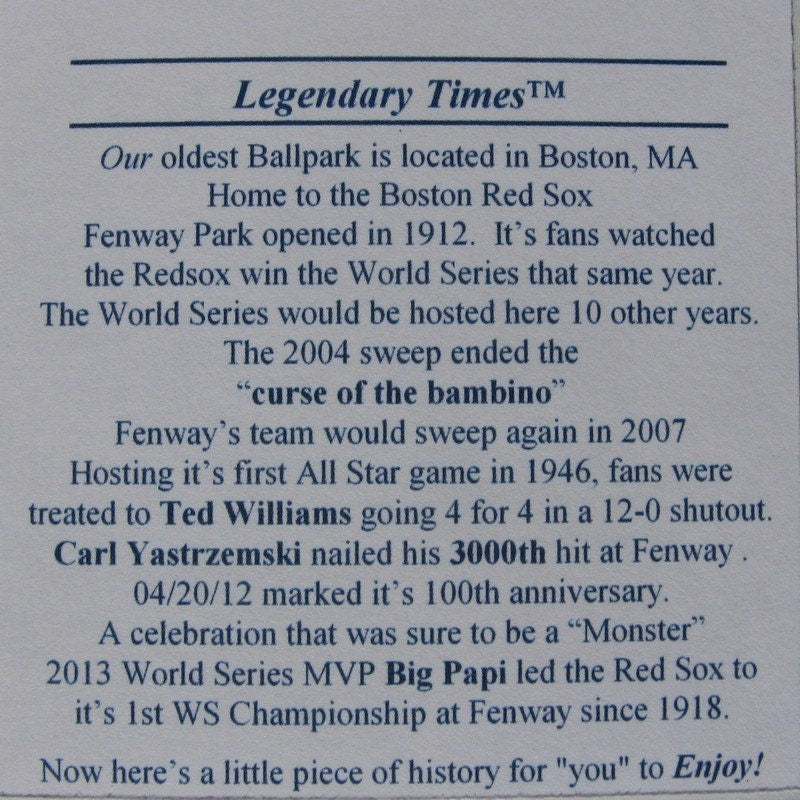 Legendary Times™
Our oldest Ballpark is located in Boston, MA
Home to the Boston Red Sox
Fenway Park opened in 1912. It's fans watched
the Redsox win the World Series that same year.
The World Series would be hosted here 10 other years.
The 2004 sweep ended the
“curse of the bambino”
Fenway's team would sweep again in 2007
Hosting it's first All Star game in 1946, fans were
treated to Ted Williams going 4 for 4 in a 12-0 shutout.
Carl Yastrzemski nailed his 3000th hit at Fenway .
04/20/12 marked it's 100th anniversary.
A celebration that was sure to be a “Monster”
2013 World Series MVP Big Papi led the Red Sox to
it's 1st WS Championship at Fenway since 1918.
Now here's a little piece of history for "you" to Enjoy!